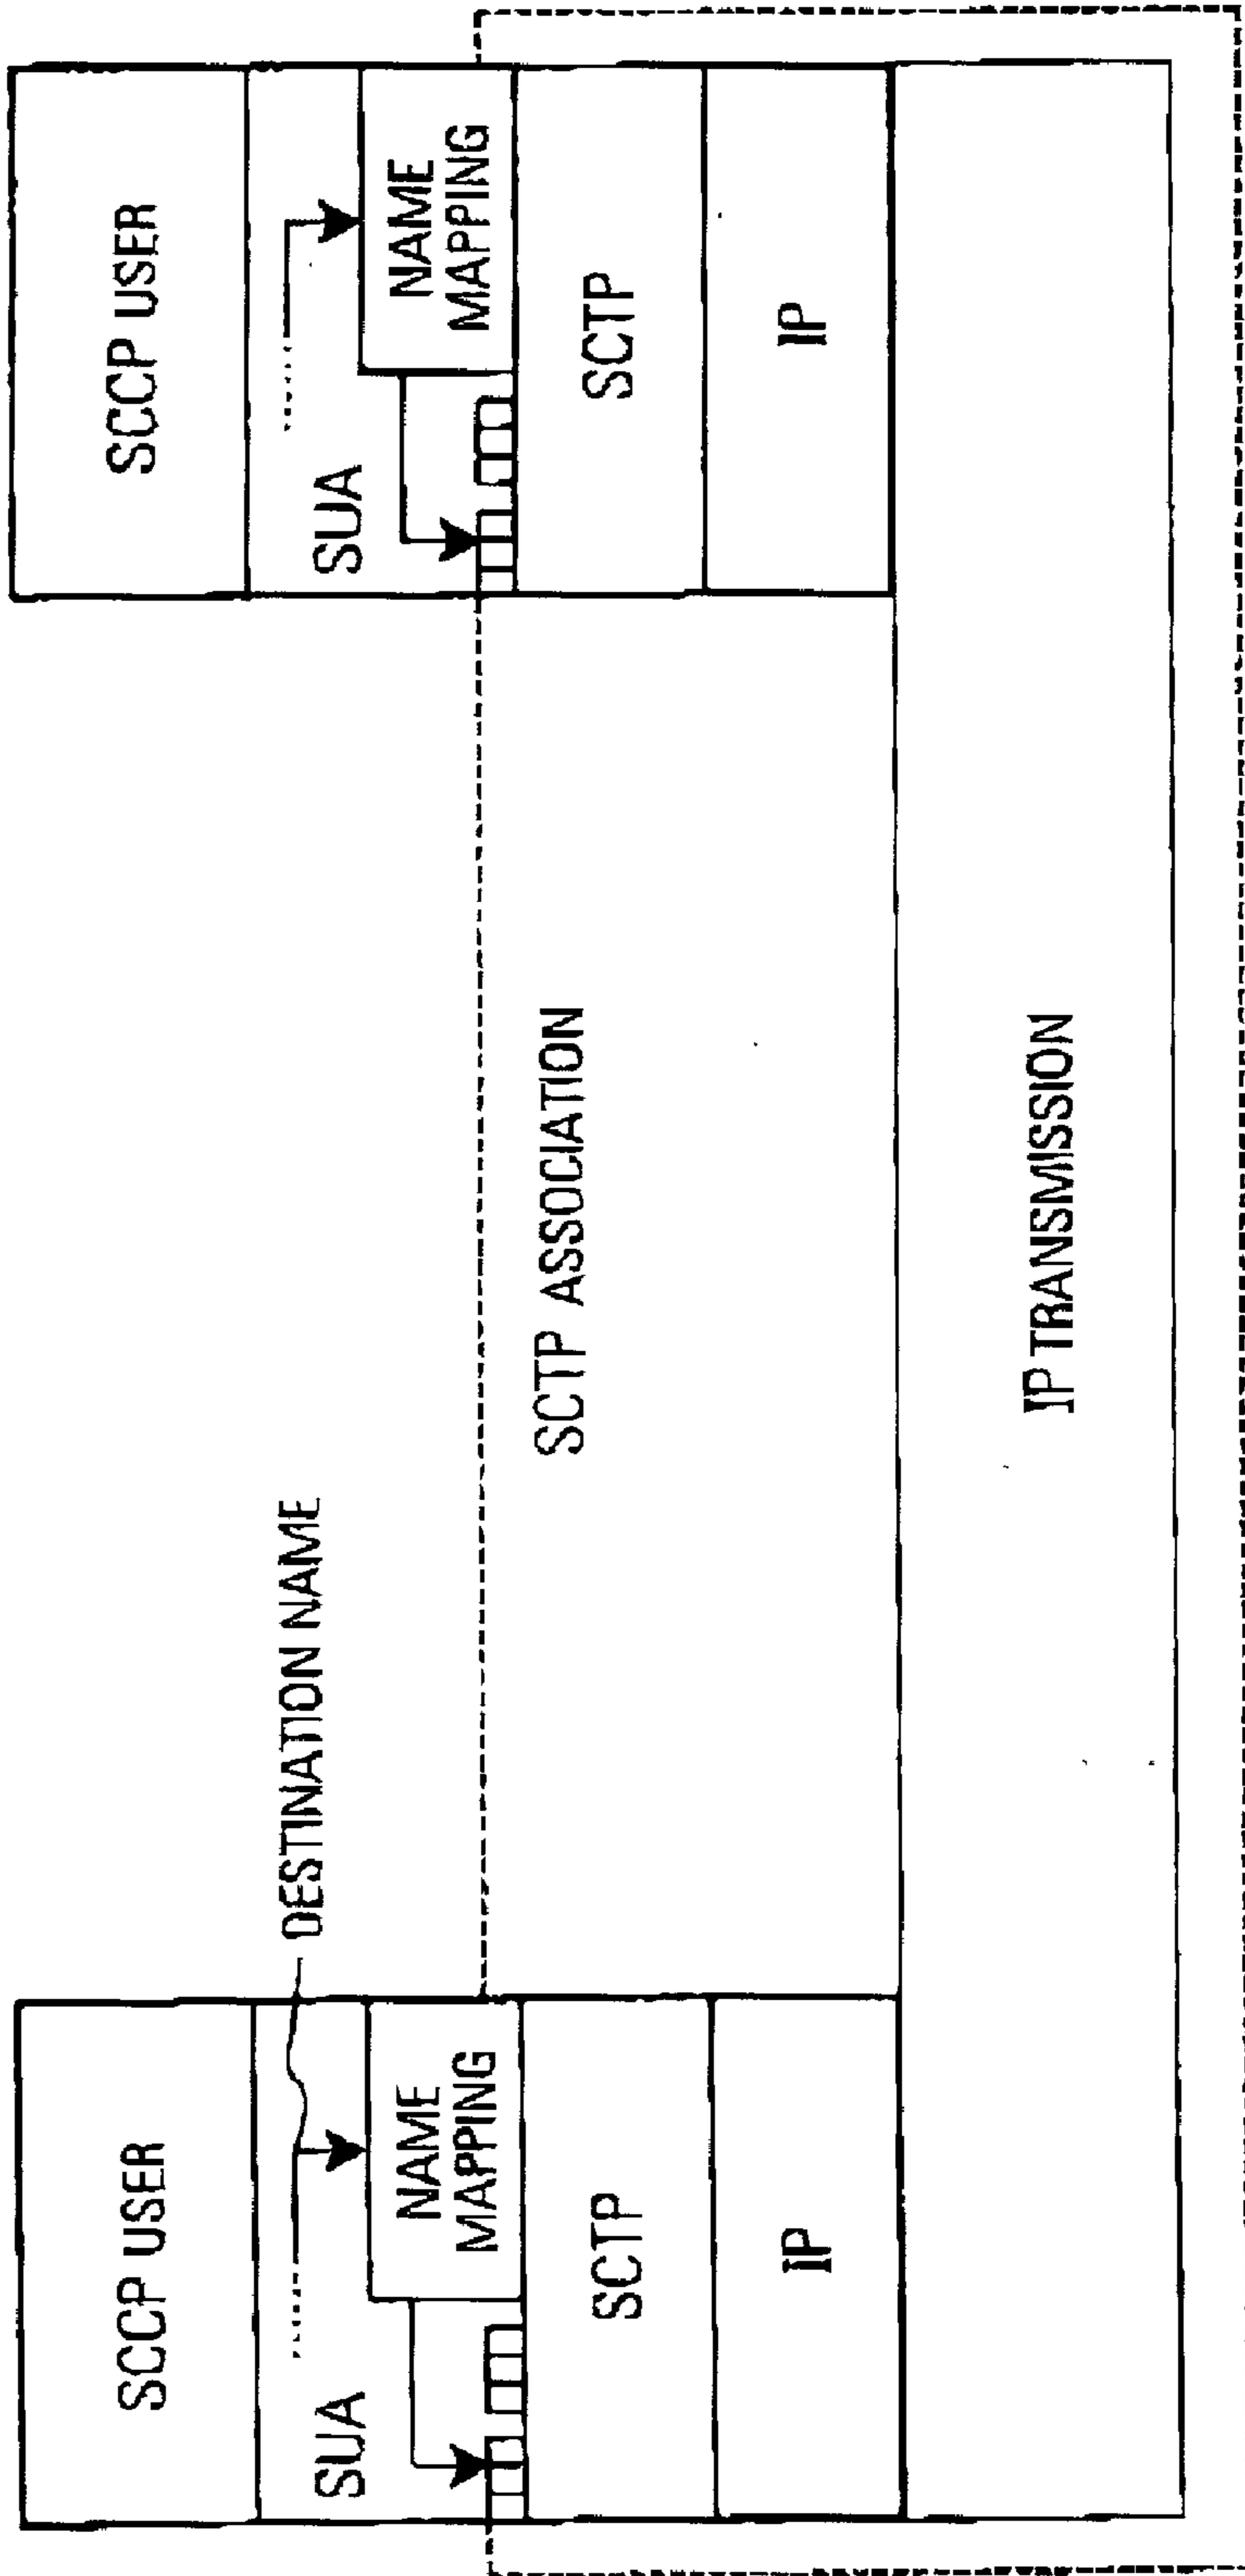 SCCP USER
SUA
DESTINATION NAME
NAME
MAPPING
SCTP
IP
SCCP USER
SUA
NAME
MAPPING
SCTP
IP
SCTP ASSOCIATION
IP TRANSMISSION